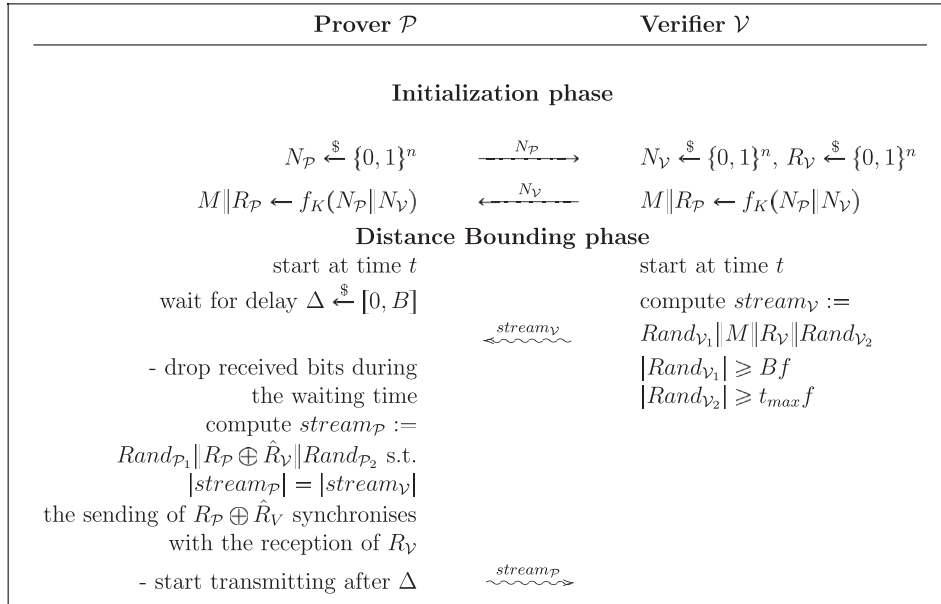 Prover 𝒫 Verifier 𝒱
Initialization phase
N_𝒫 ←$ {0, 1}^n N_𝒫 N_𝒱 ←$ {0, 1}^n, R_𝒱 ←$ {0, 1}^n
M‖R_𝒫 ← f_K(N_𝒫‖N_𝒱) N_𝒱 M‖R_𝒫 ← f_K(N_𝒫‖N_𝒱)
Distance Bounding phase
start at time t start at time t
wait for delay Δ ←$ [0, B] compute stream_𝒱 :=
stream_𝒱 Rand_𝒱₁‖M‖R_𝒱‖Rand_𝒱₂
- drop received bits during |Rand_𝒱₁| ⩾ Bf
the waiting time |Rand_𝒱₂| ⩾ t_max f
compute stream_𝒫 :=
Rand_𝒫₁‖R_𝒫 ⊕ R̂_𝒱‖Rand_𝒫₂ s.t.
|stream_𝒫| = |stream_𝒱|
the sending of R_𝒫 ⊕ R̂_V synchronises
with the reception of R_𝒱
- start transmitting after Δ stream_𝒫